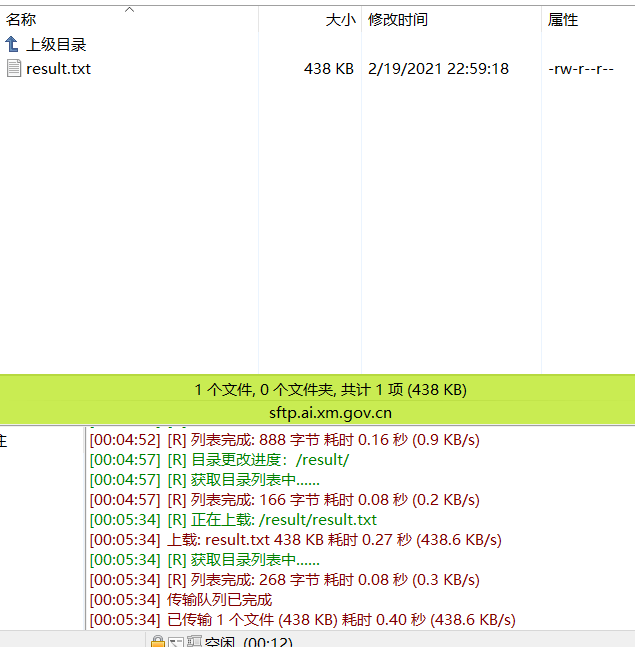 名称 大小 修改时间 属性
上级目录
result.txt 438 KB 2/19/2021 22:59:18 -rw-r--r--
1 个文件, 0 个文件夹, 共计 1 项 (438 KB)
sftp.ai.xm.gov.cn
[00:04:52] [R] 列表完成: 888 字节 耗时 0.16 秒 (0.9 KB/s)
[00:04:57] [R] 目录更改进度：/result/
[00:04:57] [R] 获取目录列表中......
[00:04:57] [R] 列表完成: 166 字节 耗时 0.08 秒 (0.2 KB/s)
[00:05:34] [R] 正在上载: /result/result.txt
[00:05:34] 上载: result.txt 438 KB 耗时 0.27 秒 (438.6 KB/s)
[00:05:34] [R] 获取目录列表中......
[00:05:34] [R] 列表完成: 268 字节 耗时 0.08 秒 (0.3 KB/s)
[00:05:34] 传输队列已完成
[00:05:34] 已传输 1 个文件 (438 KB) 耗时 0.40 秒 (438.6 KB/s)
空闲. (00:12)